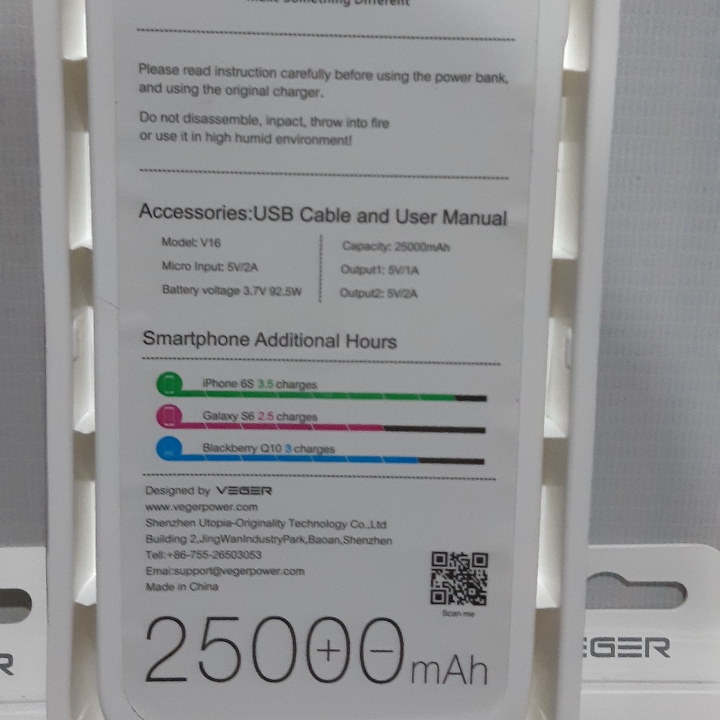 Make Something Different
Please read instruction carefully before using the power bank,
and using the original charger.
Do not disassemble, inpact, throw into fire
or use it in high humid environment!
Accessories:USB Cable and User Manual
Model: V16
Micro Input: 5V/2A
Battery voltage 3.7V 92.5W
Capacity: 25000mAh
Output1: 5V/1A
Output2: 5V/2A
Smartphone Additional Hours
iPhone 6S 3.5 charges
Galaxy S6 2.5 charges
Blackberry Q10 3 charges
Designed by VEGER
www.vegerpower.com
Shenzhen Utopia-Originality Technology Co.,Ltd
Building 2,JingWanIndustryPark,Baoan,Shenzhen
Tell:+86-755-26503053
Emai:support@vegerpower.com
Made in China
Scan me
25000mAh
R
EGER